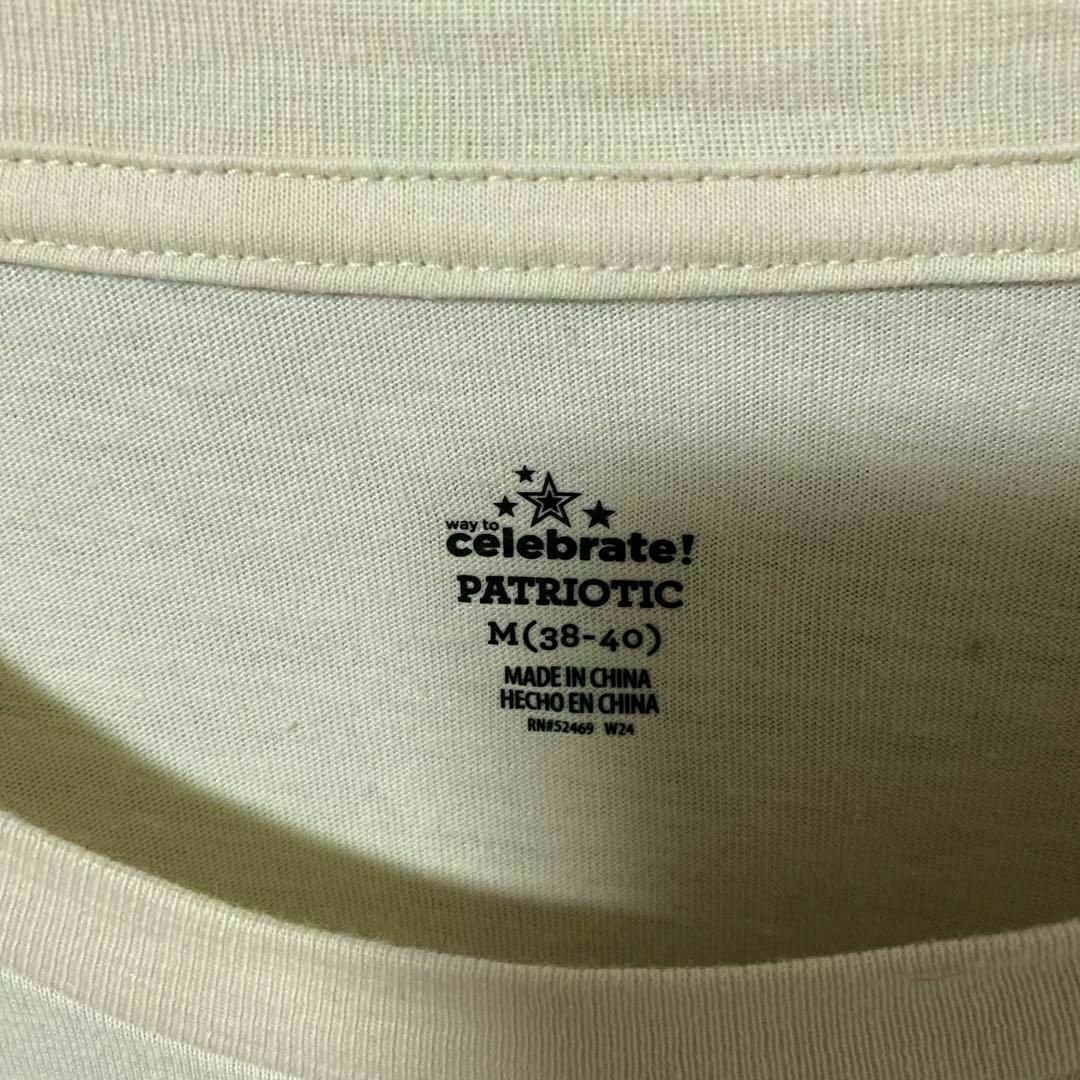 way to
celebrate!
PATRIOTIC
M(38-40)
MADE IN CHINA
HECHO EN CHINA
RN#52469 W24